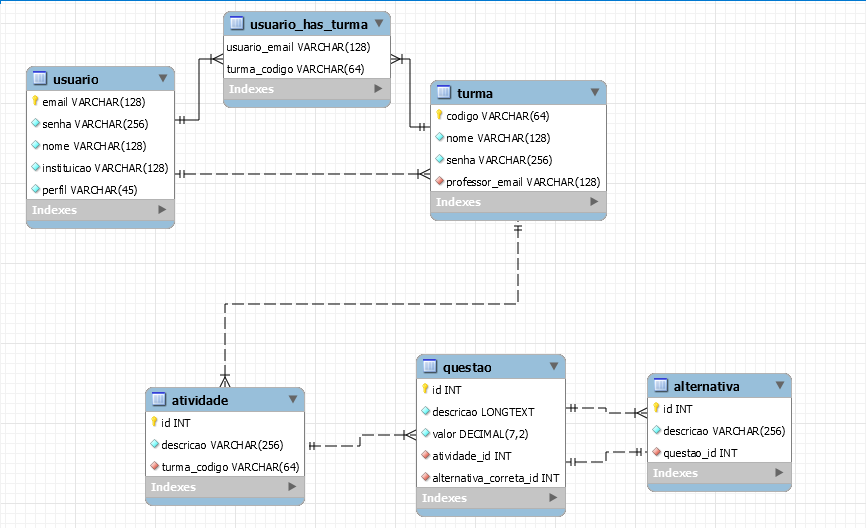 usuario_has_turma
usuario_email VARCHAR(128)
turma_codigo VARCHAR(64)
Indexes
usuario
email VARCHAR(128)
senha VARCHAR(256)
nome VARCHAR(128)
instituicao VARCHAR(128)
perfil VARCHAR(45)
Indexes
turma
codigo VARCHAR(64)
nome VARCHAR(128)
senha VARCHAR(256)
professor_email VARCHAR(128)
Indexes
atividade
id INT
descricao VARCHAR(256)
turma_codigo VARCHAR(64)
Indexes
questao
id INT
descricao LONGTEXT
valor DECIMAL(7,2)
atividade_id INT
alternativa_correta_id INT
Indexes
alternativa
id INT
descricao VARCHAR(256)
questao_id INT
Indexes